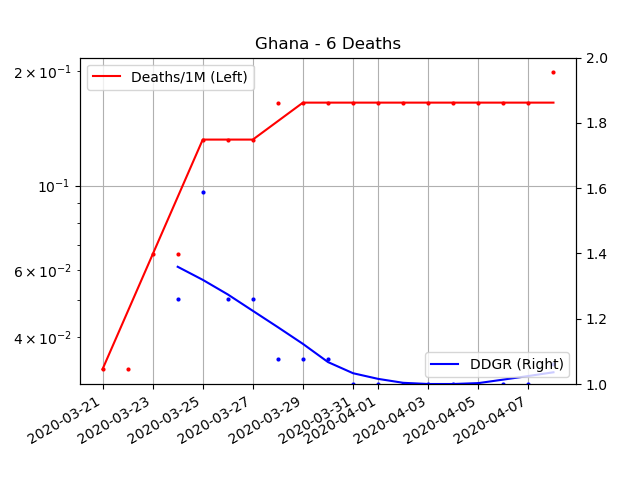 Ghana - 6 Deaths
Deaths/1M (Left)
DDGR (Right)
2 × 10⁻¹
10⁻¹
6 × 10⁻²
4 × 10⁻²
2.0
1.8
1.6
1.4
1.2
1.0
2020-03-21
2020-03-23
2020-03-25
2020-03-27
2020-03-29
2020-03-31
2020-04-01
2020-04-03
2020-04-05
2020-04-07